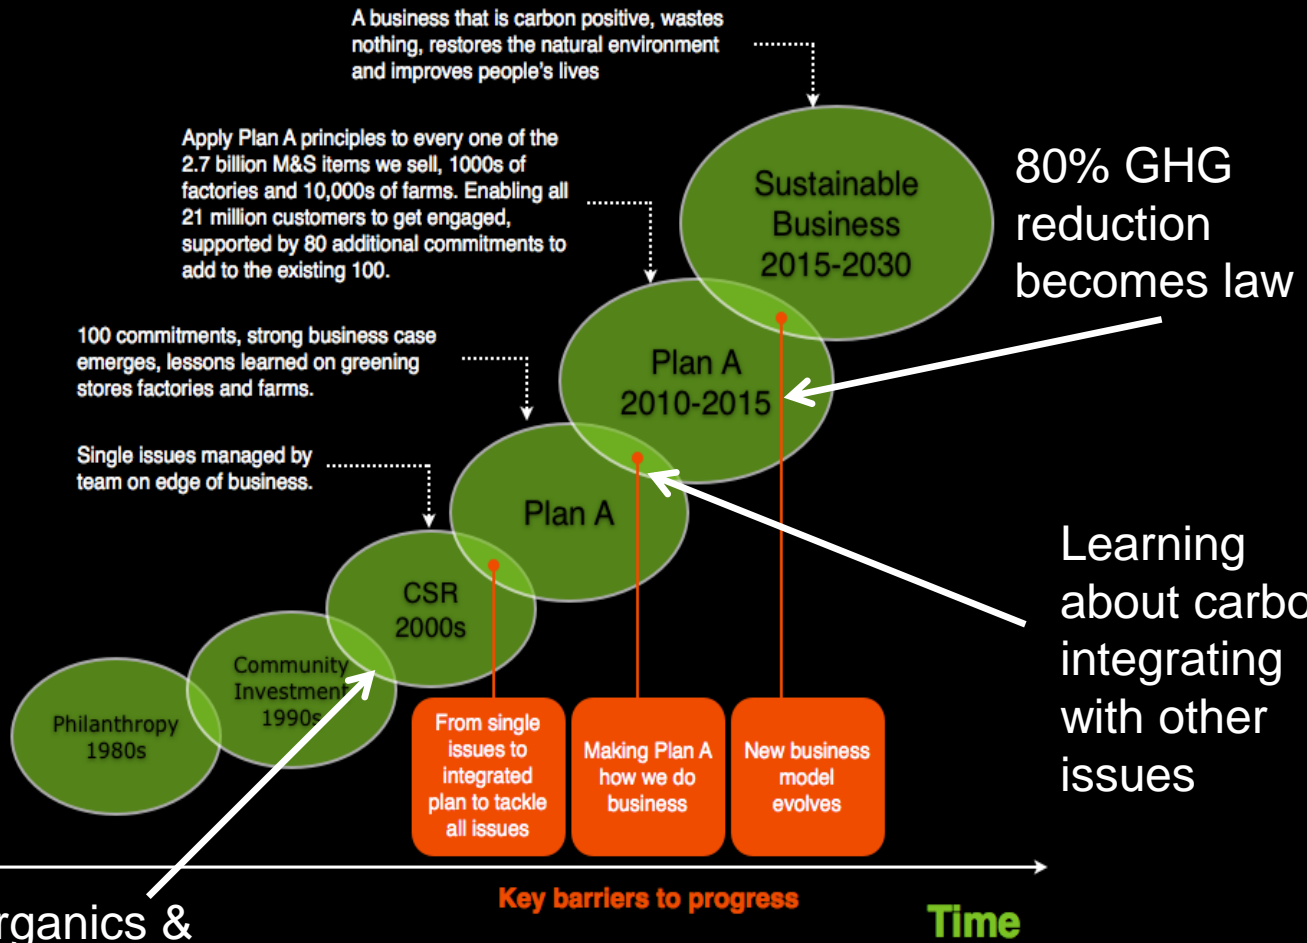 A business that is carbon positive, wastes
nothing, restores the natural environment
and improves people's lives
Apply Plan A principles to every one of the
2.7 billion M&S items we sell, 1000s of
factories and 10,000s of farms. Enabling all
21 million customers to get engaged,
supported by 80 additional commitments to
add to the existing 100.
100 commitments, strong business case
emerges, lessons learned on greening
stores factories and farms.
Single issues managed by
team on edge of business.
Sustainable
Business
2015-2030
Plan A
2010-2015
Plan A
CSR
2000s
Community
Investment
1990s
Philanthropy
1980s
80% GHG
reduction
becomes law
Learning
about
integrating
with other
issues
From single
issues to
integrated
plan to tackle
all issues
Making Plan A
how we do
business
New business
model
evolves
Key barriers to progress
Time
&